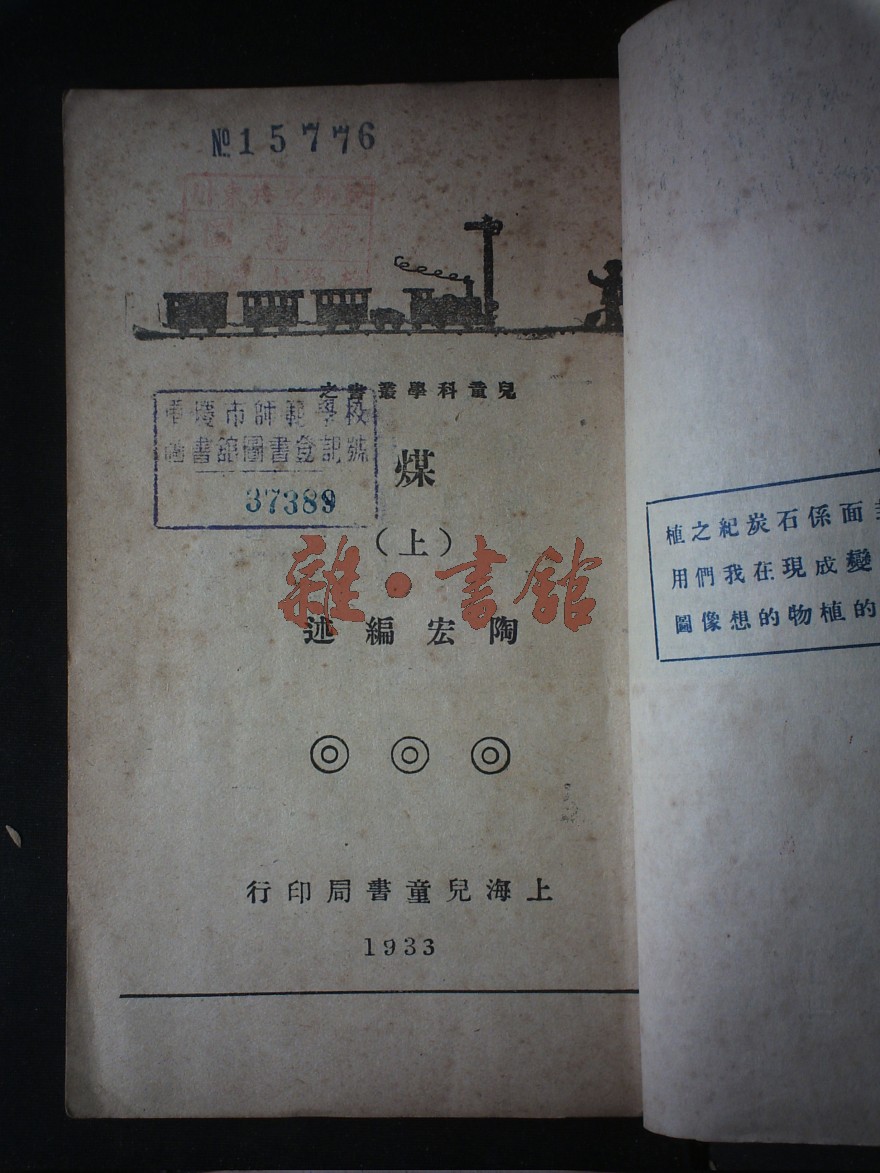 №15776
兒童科學叢書之一
重慶市師範學校
圖書館圖書登記號
37389
煤
（上）
雜·書館
陶宏編述
上海兒童書局印行
1933
面係石炭紀之植
變成現在我們用
的植物的想像圖